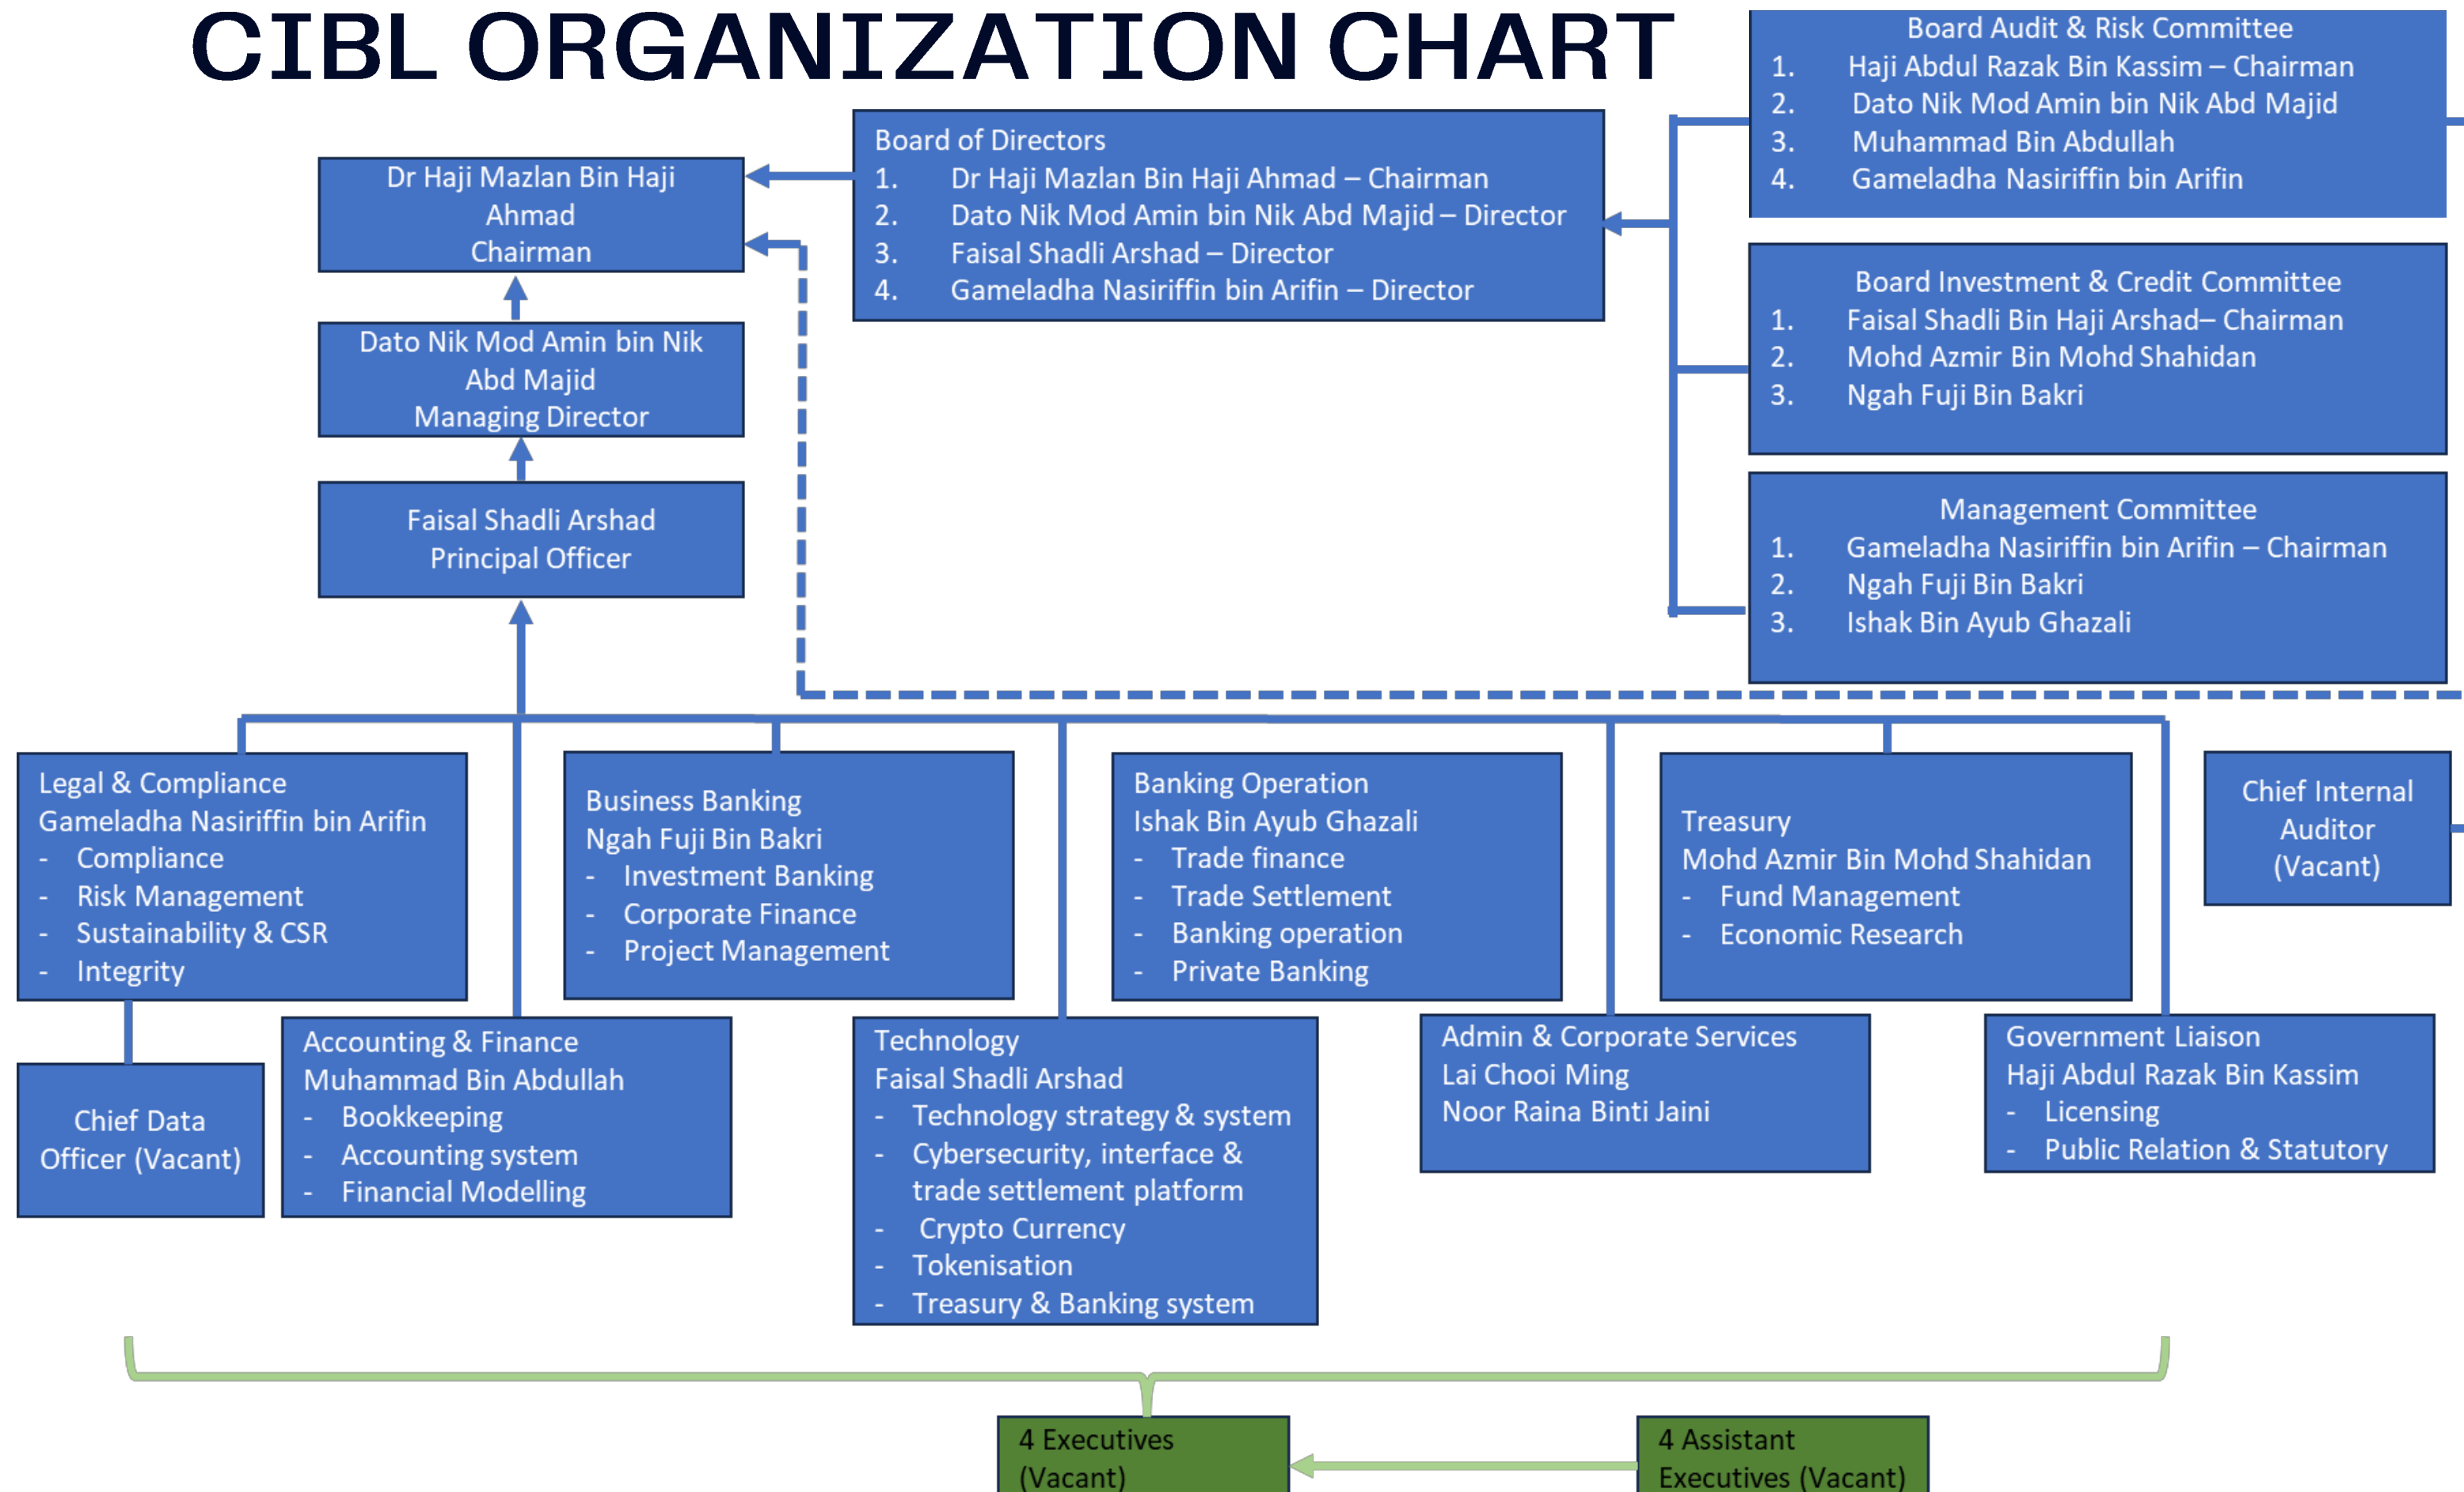 CIBL ORGANIZATION CHART
Board Audit & Risk Committee
1. Haji Abdul Razak Bin Kassim – Chairman
2. Dato Nik Mod Amin bin Nik Abd Majid
3. Muhammad Bin Abdullah
4. Gameladha Nasiriffin bin Arifin
Board of Directors
1. Dr Haji Mazlan Bin Haji Ahmad – Chairman
2. Dato Nik Mod Amin bin Nik Abd Majid – Director
3. Faisal Shadli Arshad – Director
4. Gameladha Nasiriffin bin Arifin – Director
Dr Haji Mazlan Bin Haji
Ahmad
Chairman
Board Investment & Credit Committee
1. Faisal Shadli Bin Haji Arshad– Chairman
2. Mohd Azmir Bin Mohd Shahidan
3. Ngah Fuji Bin Bakri
Dato Nik Mod Amin bin Nik
Abd Majid
Managing Director
Faisal Shadli Arshad
Principal Officer
Management Committee
1. Gameladha Nasiriffin bin Arifin – Chairman
2. Ngah Fuji Bin Bakri
3. Ishak Bin Ayub Ghazali
Legal & Compliance
Gameladha Nasiriffin bin Arifin
- Compliance
- Risk Management
- Sustainability & CSR
- Integrity
Business Banking
Ngah Fuji Bin Bakri
- Investment Banking
- Corporate Finance
- Project Management
Banking Operation
Ishak Bin Ayub Ghazali
- Trade finance
- Trade Settlement
- Banking operation
- Private Banking
Treasury
Mohd Azmir Bin Mohd Shahidan
- Fund Management
- Economic Research
Chief Internal
Auditor
(Vacant)
Chief Data
Officer (Vacant)
Accounting & Finance
Muhammad Bin Abdullah
- Bookkeeping
- Accounting system
- Financial Modelling
Technology
Faisal Shadli Arshad
- Technology strategy & system
- Cybersecurity, interface &
trade settlement platform
- Crypto Currency
- Tokenisation
- Treasury & Banking system
Admin & Corporate Services
Lai Chooi Ming
Noor Raina Binti Jaini
Government Liaison
Haji Abdul Razak Bin Kassim
- Licensing
- Public Relation & Statutory
4 Executives
(Vacant)
4 Assistant
Executives (Vacant)